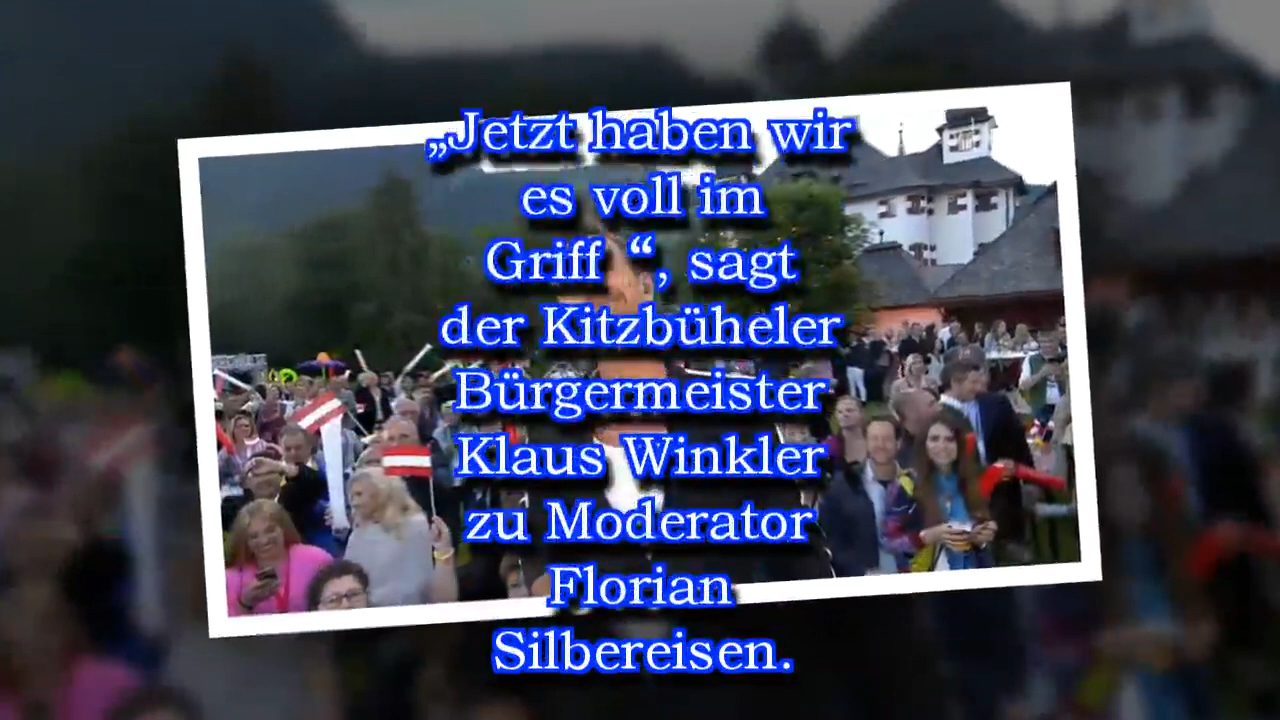 „Jetzt haben wir
es voll im
Griff “, sagt
der Kitzbüheler
Bürgermeister
Klaus Winkler
zu Moderator
Florian
Silbereisen.